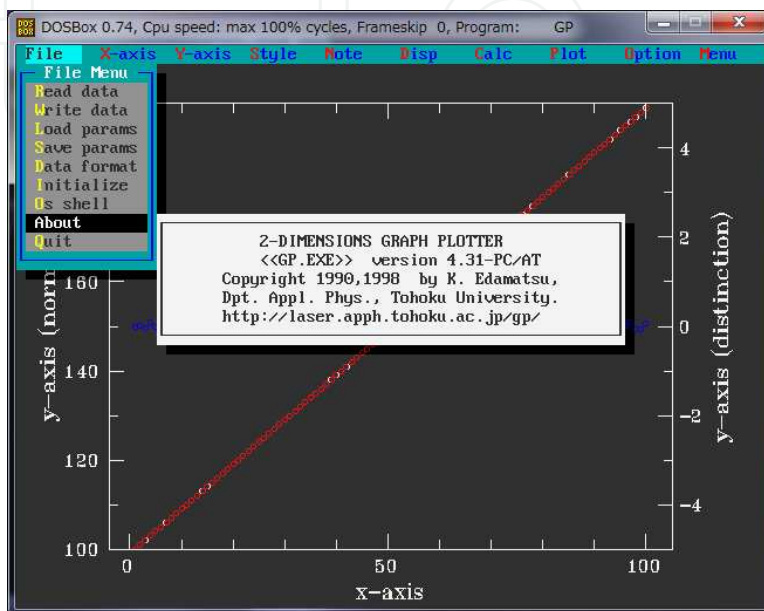 DOSBox 0.74, Cpu speed: max 100% cycles, Frameskip 0, Program: GP
File X-axis Y-axis Style Note Disp Calc Plot Option Menu
File Menu
Read data
Write data
Load params
Save params
Data format
Initialize
Os shell
About
Quit
2-DIMENSIONS GRAPH PLOTTER
<<GP.EXE>> version 4.31-PC/AT
Copyright 1990,1998 by K. Edamatsu,
Dpt. Appl. Phys., Tohoku University.
http://laser.apph.tohoku.ac.jp/gp/
160
140
120
100
y-axis (norm
4
2
0
-2
-4
y-axis (distinction)
0 50 100
x-axis